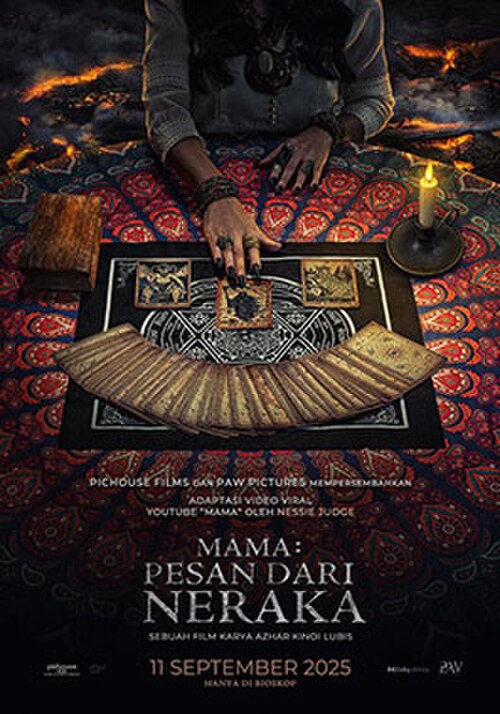 PICHOUSE FILMS DAN PAW PICTURES MEMPERSEMBAHKAN
ADAPTASI VIDEO VIRAL
YOUTUBE "MAMA" OLEH NESSIE JUDGE
MAMA:
PESAN DARI
NERAKA
SEBUAH FILM KARYA AZHAR KINOI LUBIS
11 SEPTEMBER 2025
HANYA DI BIOSKOP